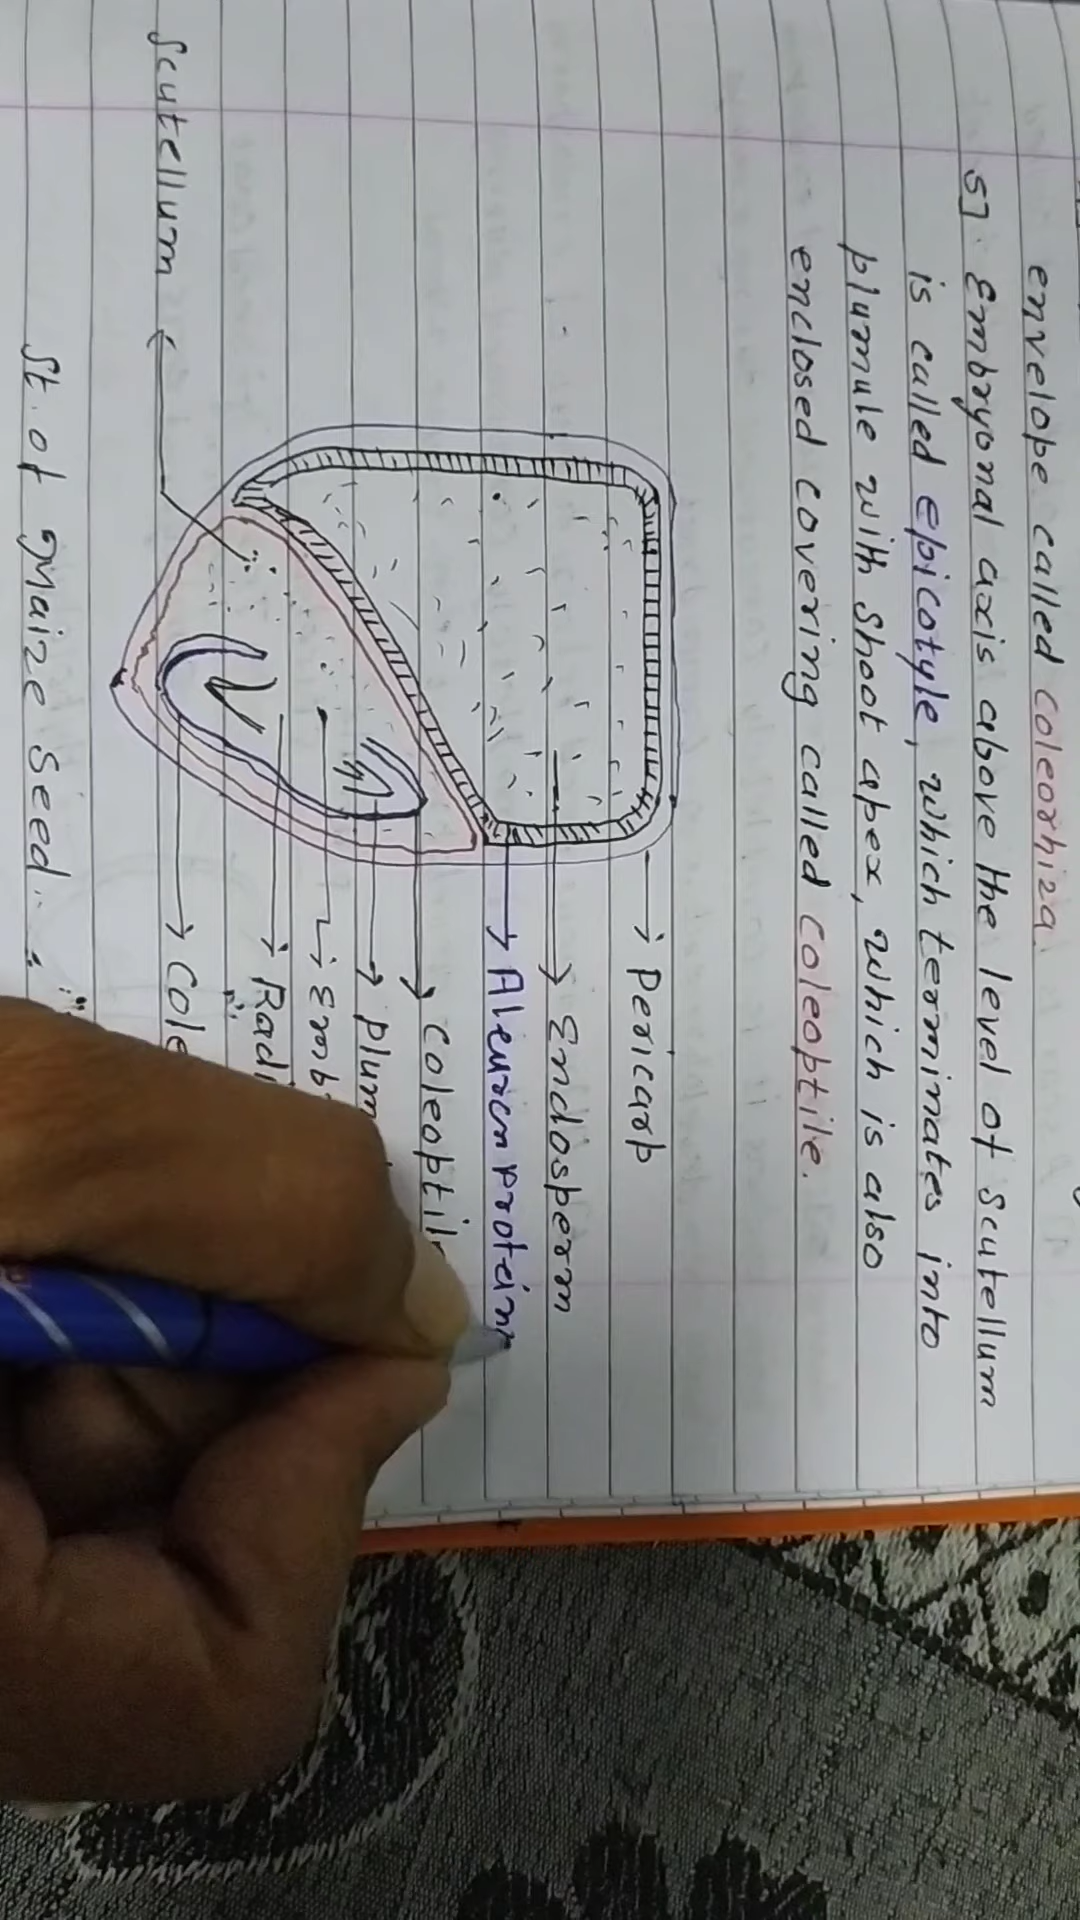 envelope called coleorhiza.
5] Embryonal axis above the level of scutellum
is called epicotyle, which terminates into
plumule with shoot apex, which is also
enclosed covering called coleoptile.
Pericarp
Endosperm
Aleuron protein
Coleoptil
Plum
Emb
Radi
Cole
Scutellum
St. of Maize seed.